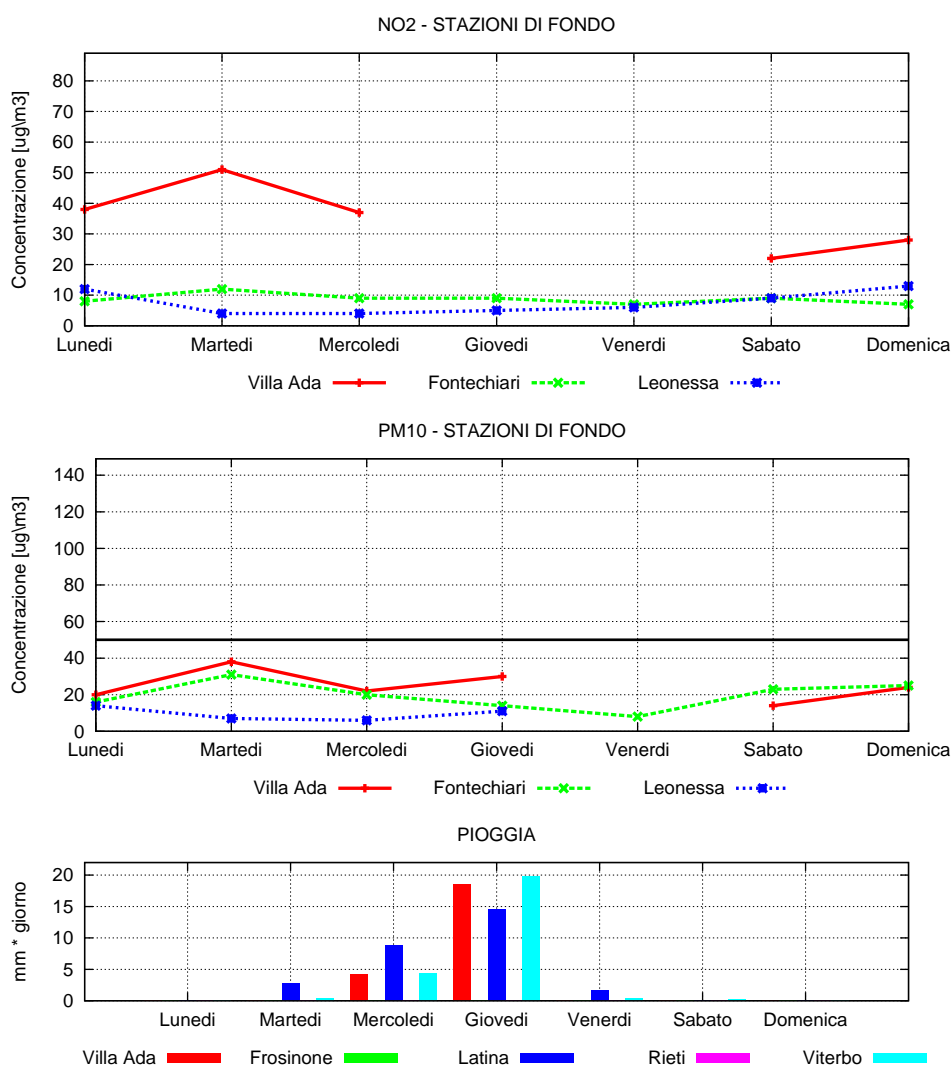 NO2 - STAZIONI DI FONDO
Concentrazione [ug\m3]
80
70
60
50
40
30
20
10
0
Lunedi Martedi Mercoledi Giovedi Venerdi Sabato Domenica
Villa Ada Fontechiari Leonessa
PM10 - STAZIONI DI FONDO
Concentrazione [ug\m3]
140
120
100
80
60
40
20
0
Lunedi Martedi Mercoledi Giovedi Venerdi Sabato Domenica
Villa Ada Fontechiari Leonessa
PIOGGIA
mm * giorno
20
15
10
5
0
Lunedi Martedi Mercoledi Giovedi Venerdi Sabato Domenica
Villa Ada Frosinone Latina Rieti Viterbo